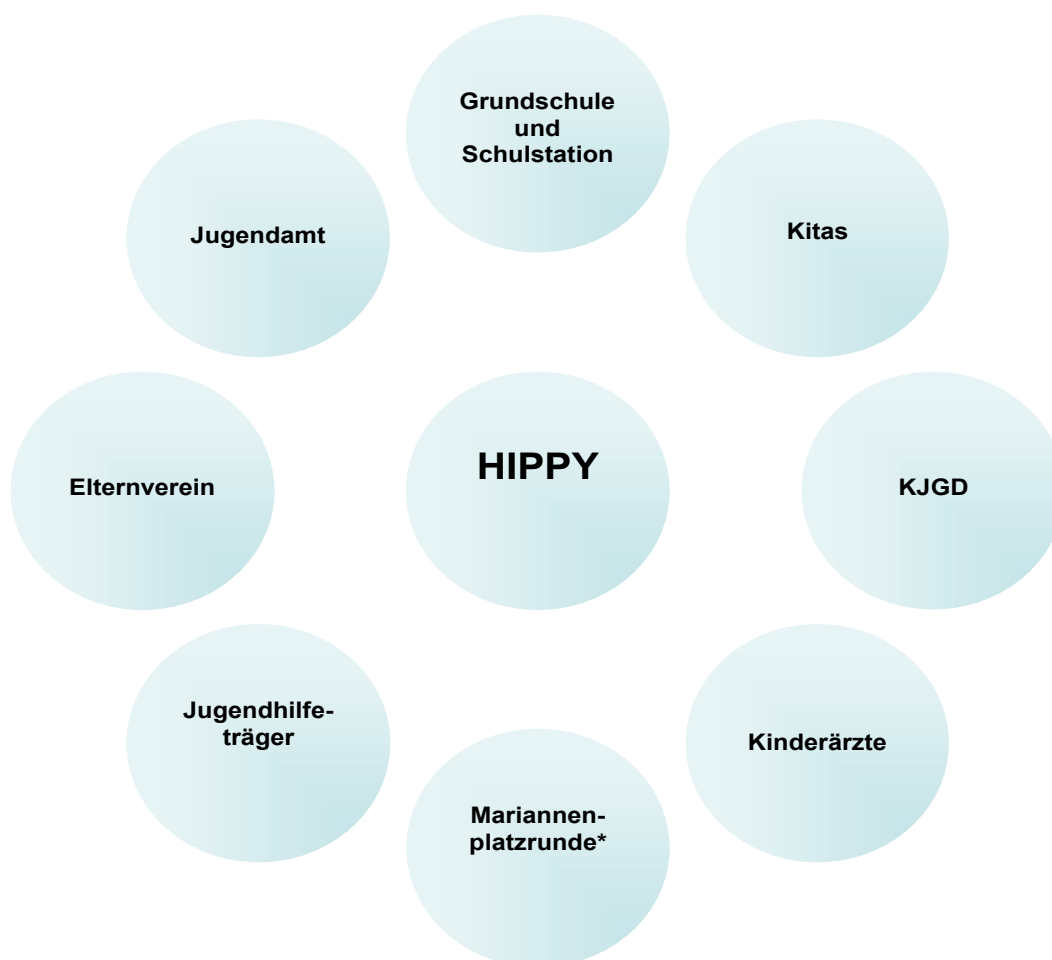 Grundschule
und
Schulstation
Jugendamt
Kitas
Elternverein
HIPPY
KJGD
Jugendhilfe-
träger
Kinderärzte
Mariannen-
platzrunde*